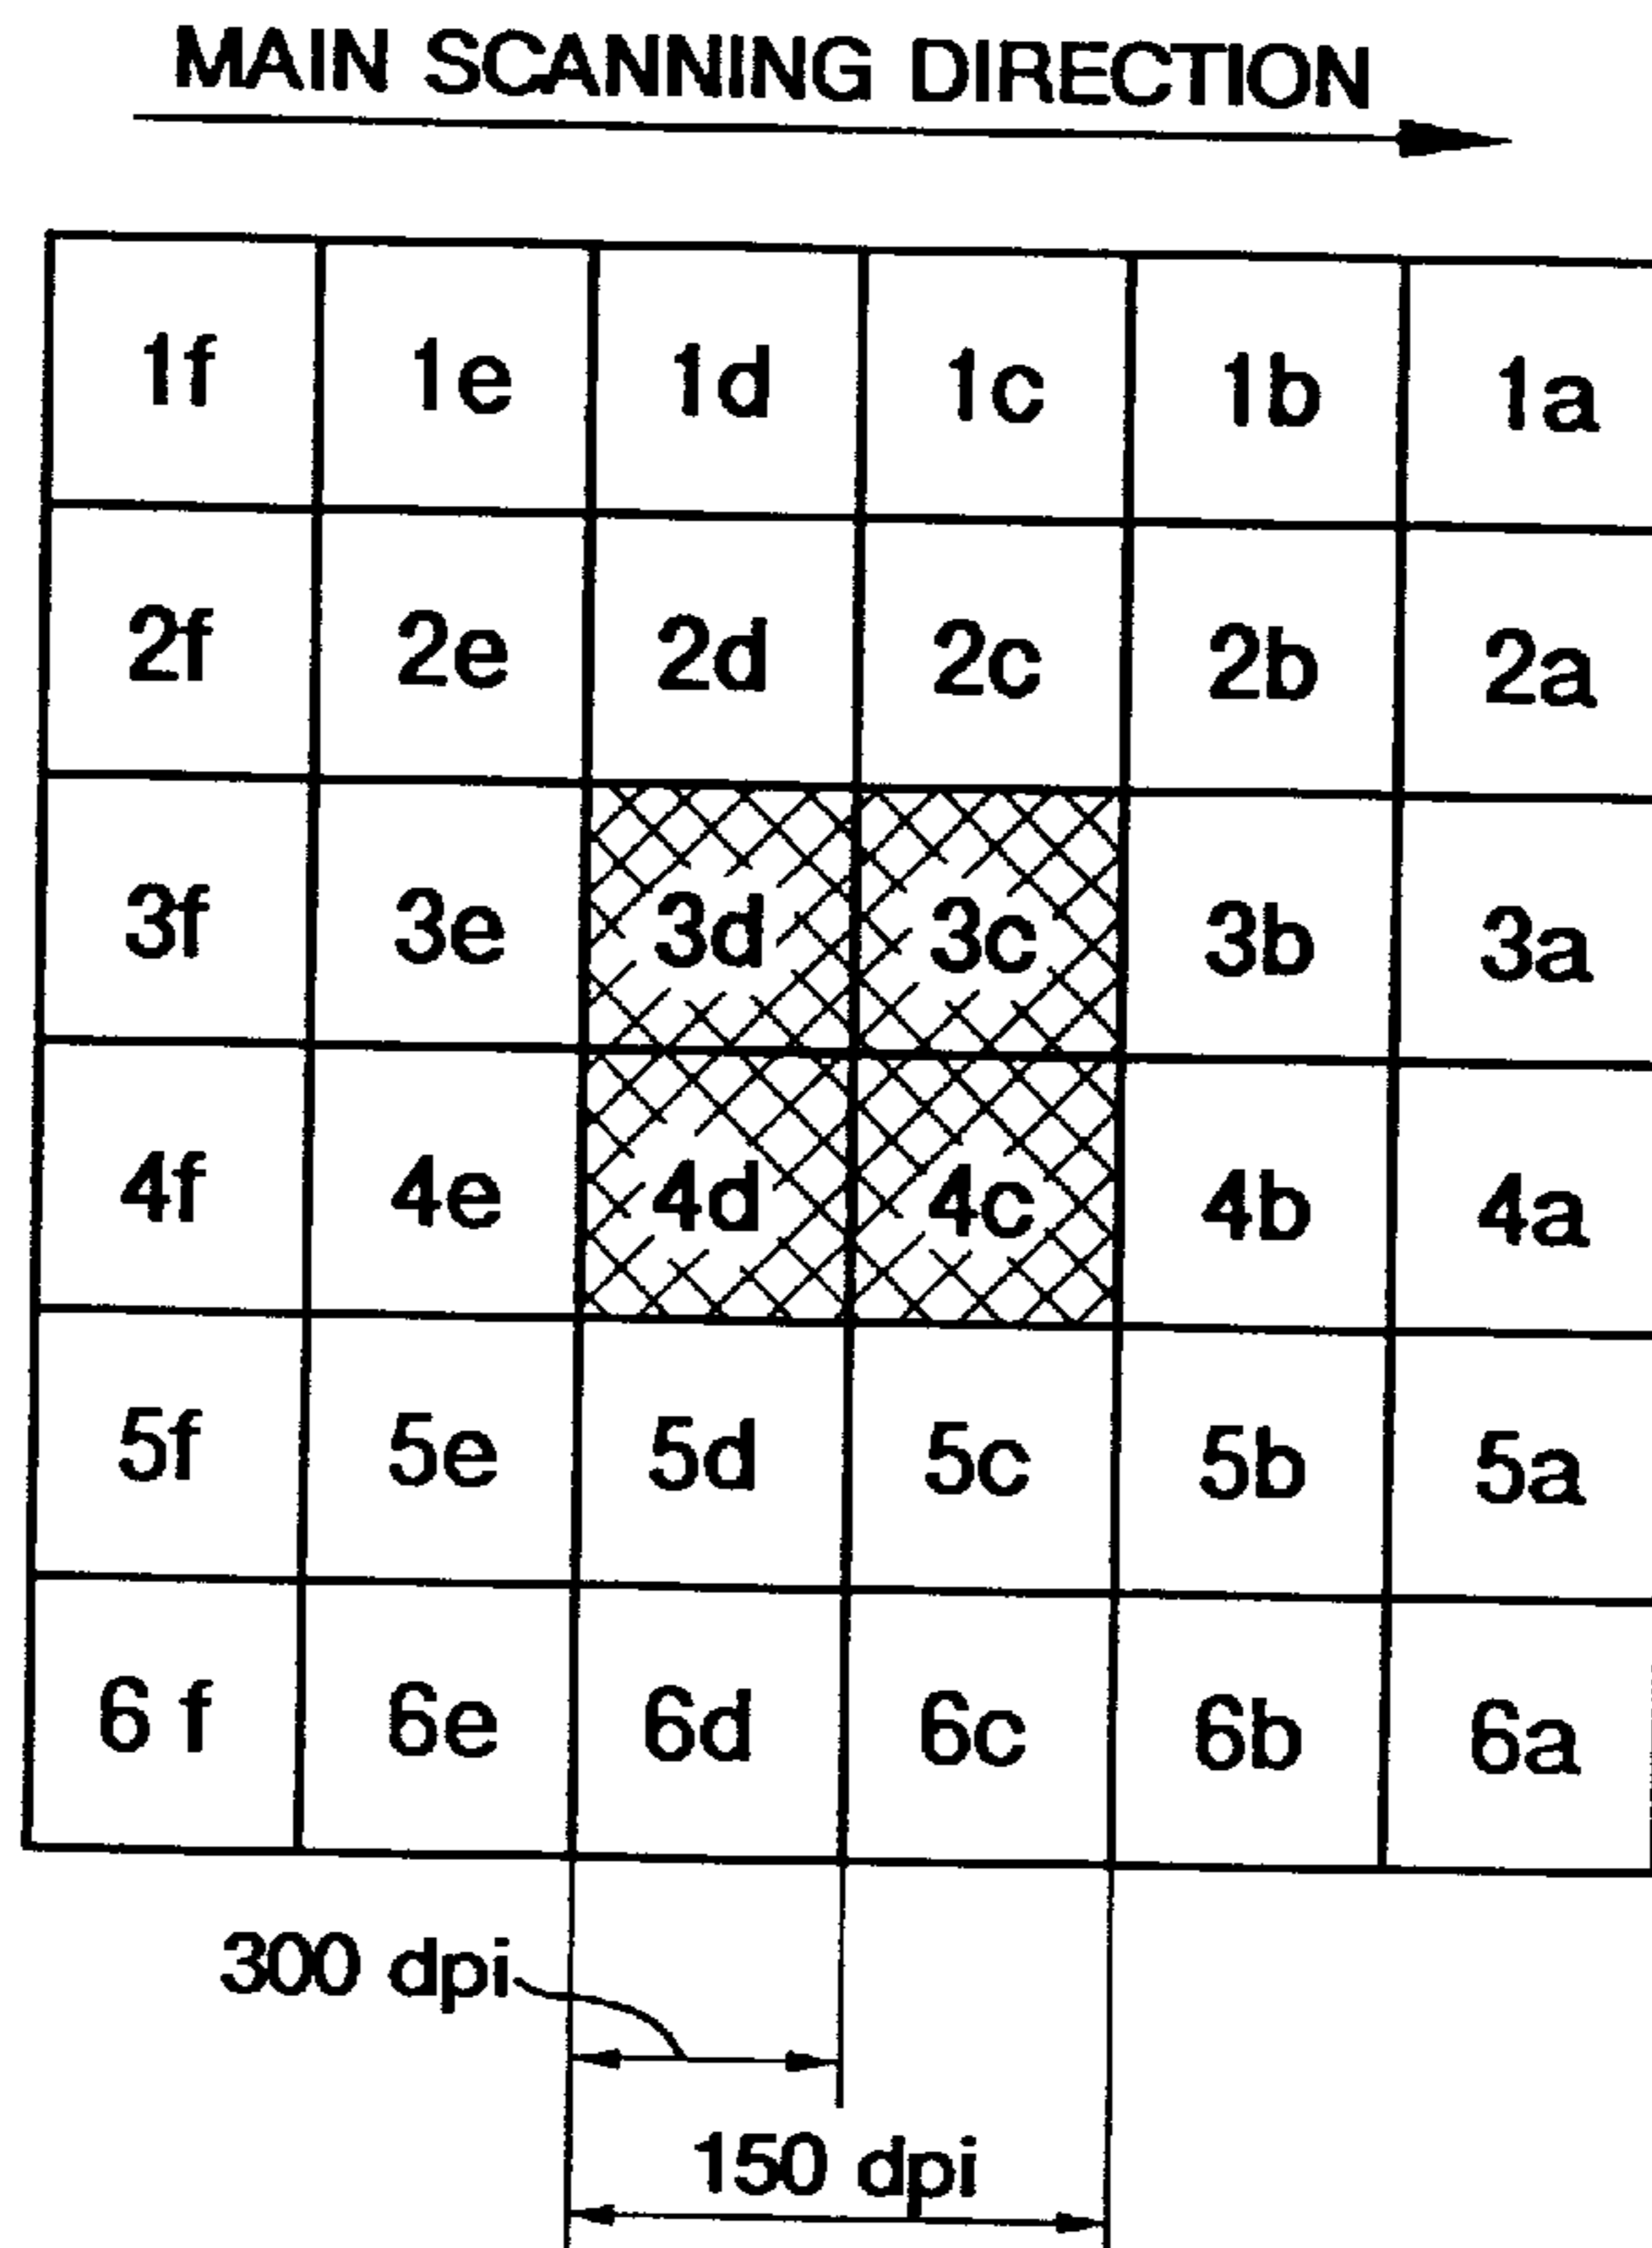 MAIN SCANNING DIRECTION
1f 1e 1d 1c 1b 1a
2f 2e 2d 2c 2b 2a
3f 3e 3d 3c 3b 3a
4f 4e 4d 4c 4b 4a
5f 5e 5d 5c 5b 5a
6 f 6e 6d 6c 6b 6a
300 dpi
150 dpi